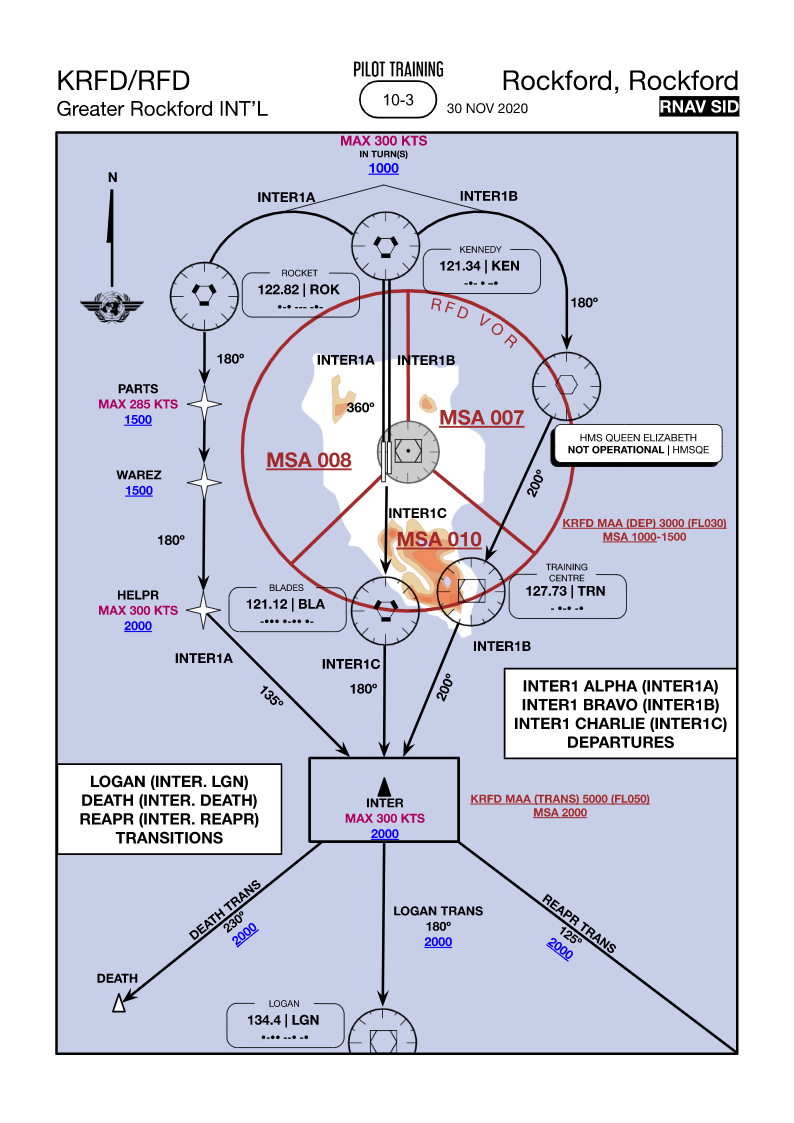 KRFD/RFD
Greater Rockford INT'L
PILOT TRAINING
10-3
30 NOV 2020
Rockford, Rockford
RNAV SID
MAX 300 KTS
IN TURN(S)
1000
N
INTER1A
INTER1B
KENNEDY
121.34 | KEN
-•- • -•
ROCKET
122.82 | ROK
•-• --- -•-
180º
RFD VOR
180º
INTER1A
INTER1B
PARTS
MAX 285 KTS
1500
360º
MSA 007
HMS QUEEN ELIZABETH
NOT OPERATIONAL | HMSQE
MSA 008
WAREZ
1500
200º
INTER1C
KRFD MAA (DEP) 3000 (FL030)
MSA 1000-1500
180º
MSA 010
HELPR
MAX 300 KTS
2000
BLADES
121.12 | BLA
-••• •-•• •-
TRAINING
CENTRE
127.73 | TRN
- •-• -•
INTER1A
INTER1C
INTER1B
135º
180º
200º
INTER1 ALPHA (INTER1A)
INTER1 BRAVO (INTER1B)
INTER1 CHARLIE (INTER1C)
DEPARTURES
LOGAN (INTER. LGN)
DEATH (INTER. DEATH)
REAPR (INTER. REAPR)
TRANSITIONS
INTER
MAX 300 KTS
2000
KRFD MAA (TRANS) 5000 (FL050)
MSA 2000
DEATH TRANS
230º
2000
LOGAN TRANS
180º
2000
REAPR TRANS
125º
2000
DEATH
LOGAN
134.4 | LGN
•-•• --• -•